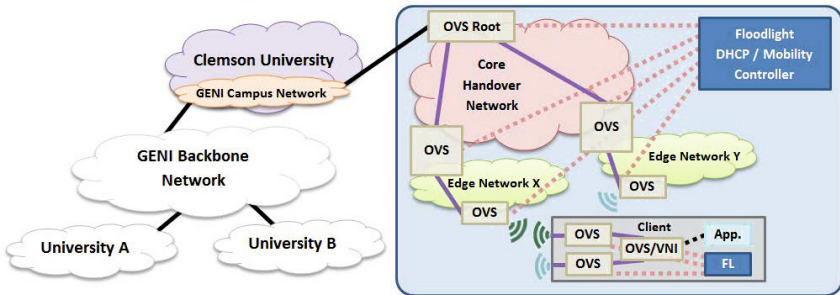 Clemson University
GENI Campus Network
GENI Backbone
Network
University A
University B
OVS Root
Core
Handover
Network
Floodlight
DHCP / Mobility
Controller
OVS
OVS
Edge Network X
OVS
Edge Network Y
OVS
Client
OVS
OVS
OVS/VNI
App.
FL